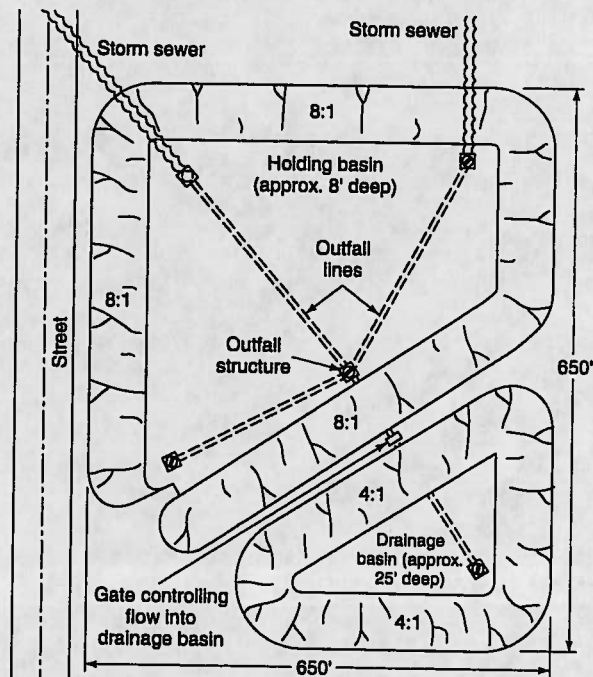 Storm sewer
Storm sewer
8:1
Holding basin
(approx. 8' deep)
Outfall
lines
8:1
Street
Outfall
structure
650'
8:1
4:1
Drainage
basin (approx.
25' deep)
Gate controlling
flow into
drainage basin
4:1
650'